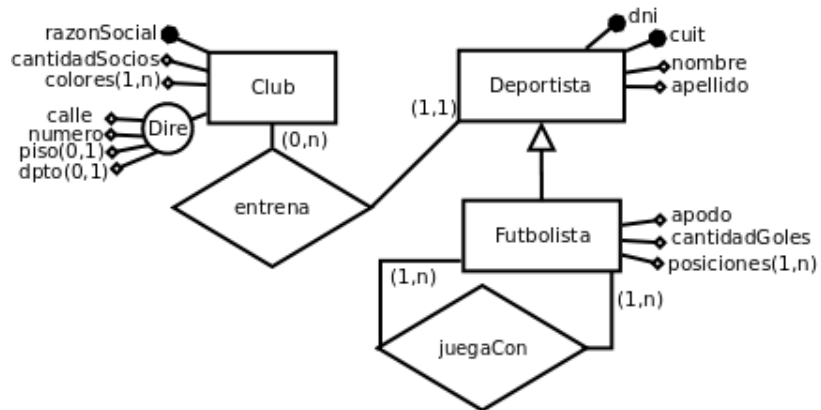 razonSocial
cantidadSocios
colores(1,n)
Club
calle
numero
piso(0,1)
dpto(0,1)
Dire
(0,n)
entrena
(1,1)
dni
cuit
nombre
apellido
Deportista
Futbolista
apodo
cantidadGoles
posiciones(1,n)
(1,n)
(1,n)
juegaCon